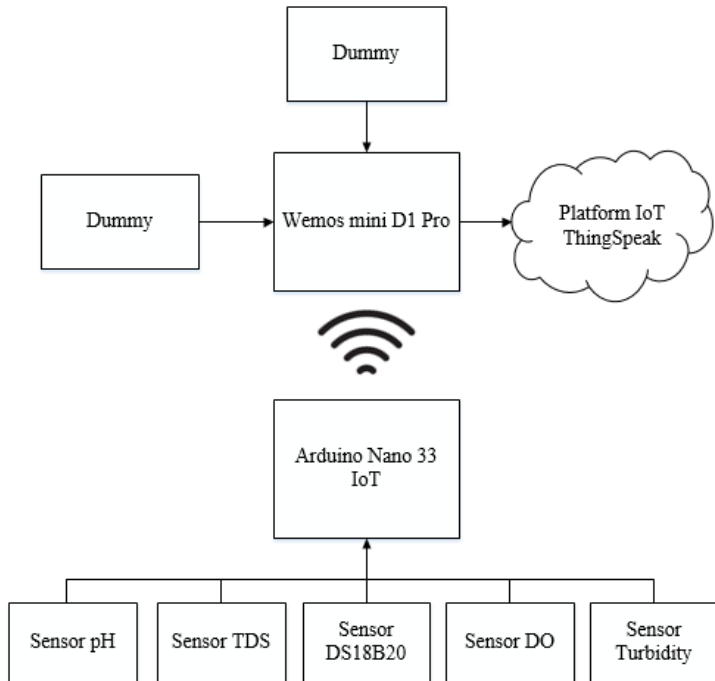 Dummy
Dummy
Wemos mini D1 Pro
Platform IoT
ThingSpeak
Arduino Nano 33
IoT
Sensor pH
Sensor TDS
Sensor
DS18B20
Sensor DO
Sensor
Turbidity